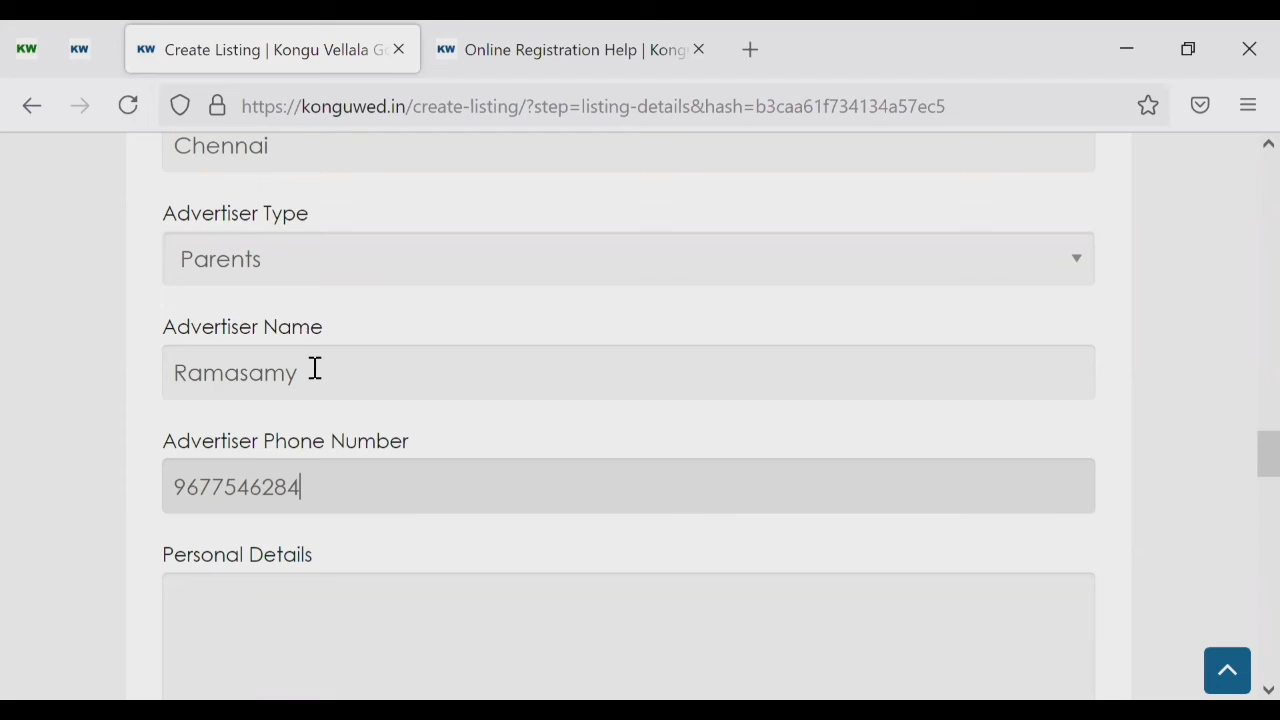 KW
KW
KW Create Listing | Kongu Vellala Go
KW Online Registration Help | Kong
https://konguwed.in/create-listing/?step=listing-details&hash=b3caa61f734134a57ec5
Chennai
Advertiser Type
Parents
Advertiser Name
Ramasamy
Advertiser Phone Number
9677546284
Personal Details